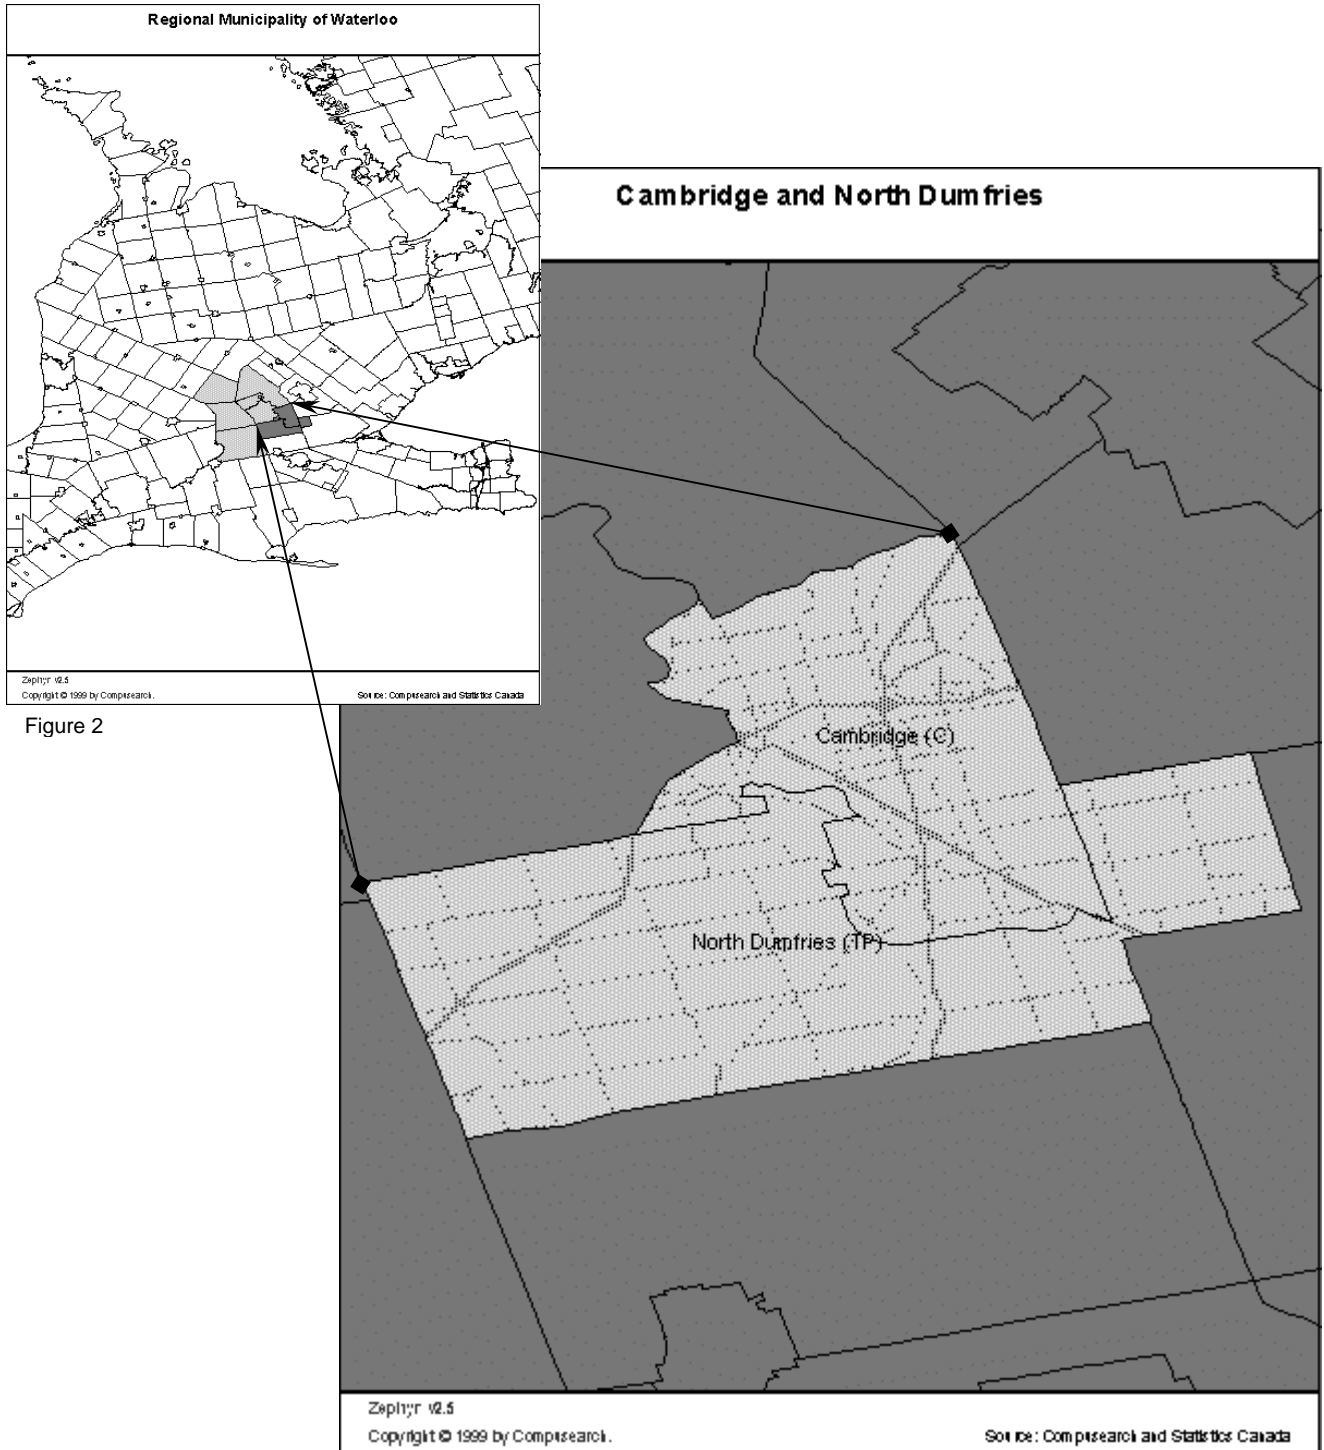 Regional Municipality of Waterloo
Zephyr v2.5
Copyright © 1999 by Compusearch.
Source: Compusearch and Statistics Canada
Figure 2
Cambridge and North Dumfries
Cambridge (C)
North Dumfries (TP)
Zephyr v2.5
Copyright © 1999 by Compusearch.
Source: Compusearch and Statistics Canada